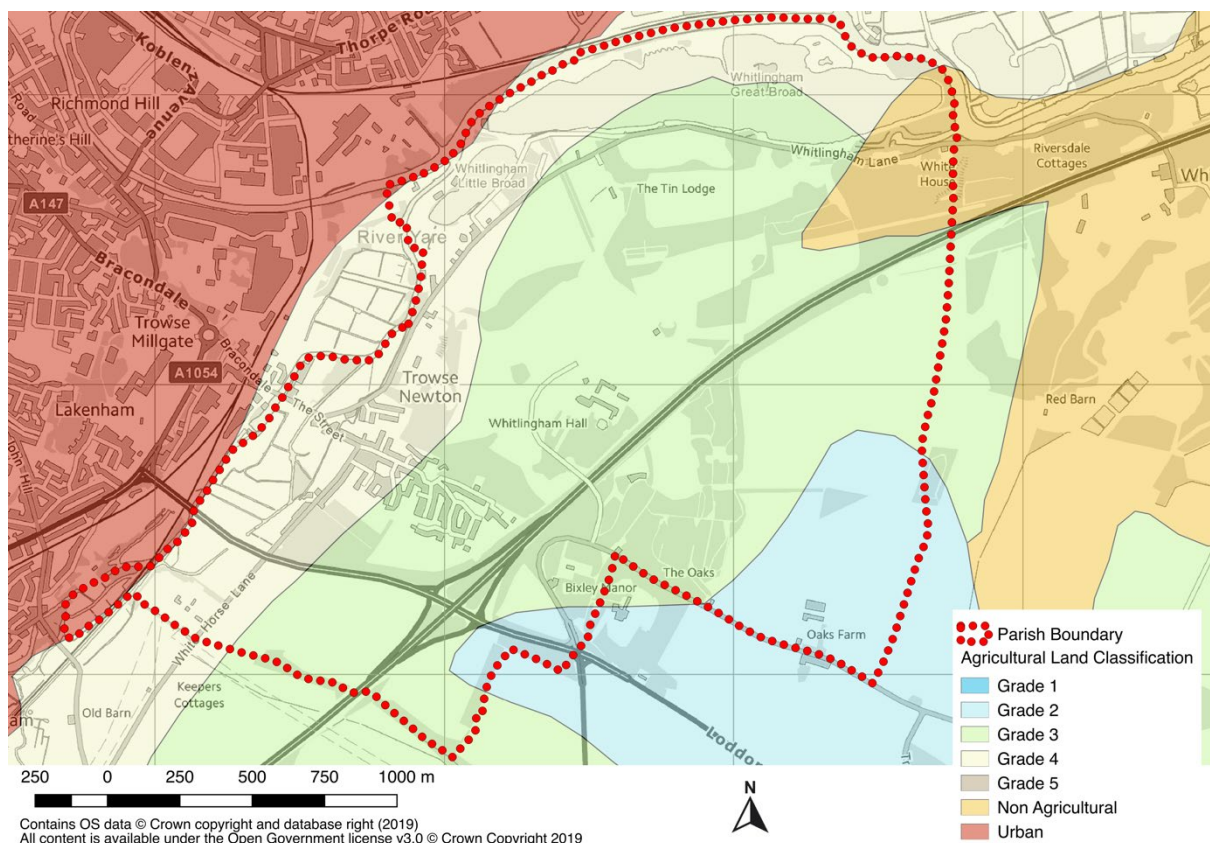 Koblenz Avenue
Thorpe Road
Richmond Hill
Road
therine's Hill
A147
Bracondale
Trowse
Millgate
A1054
Bracondale
Lakenham
John Hill
The Street
River Yare
Whitlingham
Little Broad
Whitlingham
Great Broad
The Tin Lodge
Whitlingham Lane
White
House
Riversdale
Cottages
Wh
Trowse
Newton
Whitlingham Hall
Red Barn
Bixley Manor
The Oaks
Oaks Farm
White Horse Lane
Keepers
Cottages
Old Barn
am
Loddon
Parish Boundary
Agricultural Land Classification
Grade 1
Grade 2
Grade 3
Grade 4
Grade 5
Non Agricultural
Urban
250 0 250 500 750 1000 m
N
Contains OS data © Crown copyright and database right (2019)
All content is available under the Open Government license v3.0 © Crown Copyright 2019